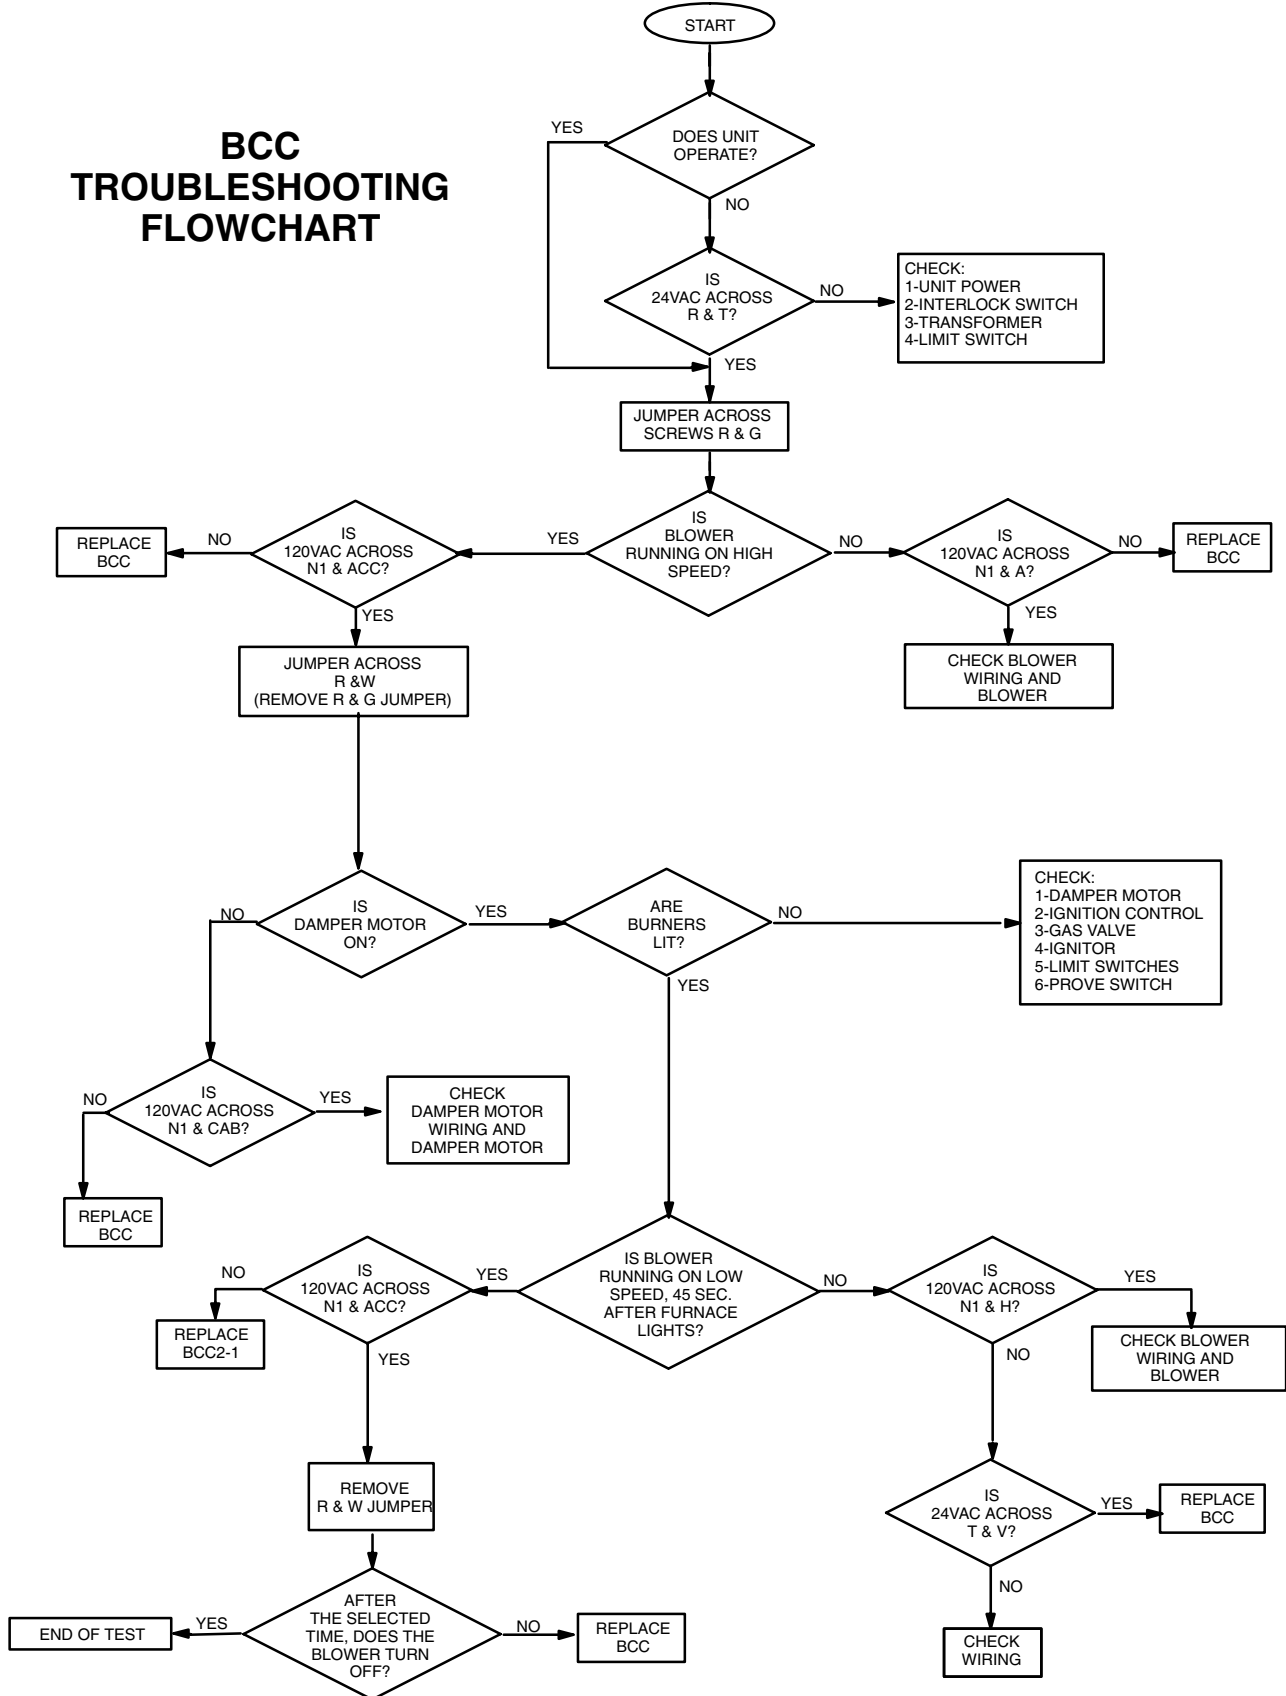 START
BCC
TROUBLESHOOTING
FLOWCHART
YES
DOES UNIT
OPERATE?
NO
IS
24VAC ACROSS
R & T?
NO
CHECK:
1-UNIT POWER
2-INTERLOCK SWITCH
3-TRANSFORMER
4-LIMIT SWITCH
YES
JUMPER ACROSS
SCREWS R & G
REPLACE
BCC
NO
IS
120VAC ACROSS
N1 & ACC?
YES
IS
BLOWER
RUNNING ON HIGH
SPEED?
NO
IS
120VAC ACROSS
N1 & A?
NO
REPLACE
BCC
YES
YES
JUMPER ACROSS
R &W
(REMOVE R & G JUMPER)
CHECK BLOWER
WIRING AND
BLOWER
NO
IS
DAMPER MOTOR
ON?
YES
ARE
BURNERS
LIT?
NO
CHECK:
1-DAMPER MOTOR
2-IGNITION CONTROL
3-GAS VALVE
4-IGNITOR
5-LIMIT SWITCHES
6-PROVE SWITCH
YES
NO
IS
120VAC ACROSS
N1 & CAB?
YES
CHECK
DAMPER MOTOR
WIRING AND
DAMPER MOTOR
REPLACE
BCC
NO
IS
120VAC ACROSS
N1 & ACC?
YES
IS BLOWER
RUNNING ON LOW
SPEED, 45 SEC.
AFTER FURNACE
LIGHTS?
NO
IS
120VAC ACROSS
N1 & H?
YES
REPLACE
BCC2-1
YES
NO
CHECK BLOWER
WIRING AND
BLOWER
REMOVE
R & W JUMPER
IS
24VAC ACROSS
T & V?
YES
REPLACE
BCC
NO
END OF TEST
YES
AFTER
THE SELECTED
TIME, DOES THE
BLOWER TURN
OFF?
NO
REPLACE
BCC
CHECK
WIRING